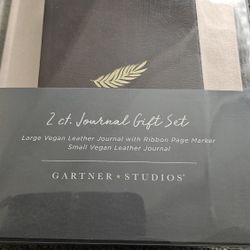 2 ct. Journal Gift Set
Large Vegan Leather Journal with Ribbon Page Marker
Small Vegan Leather Journal
GARTNER ★ STUDIOS®